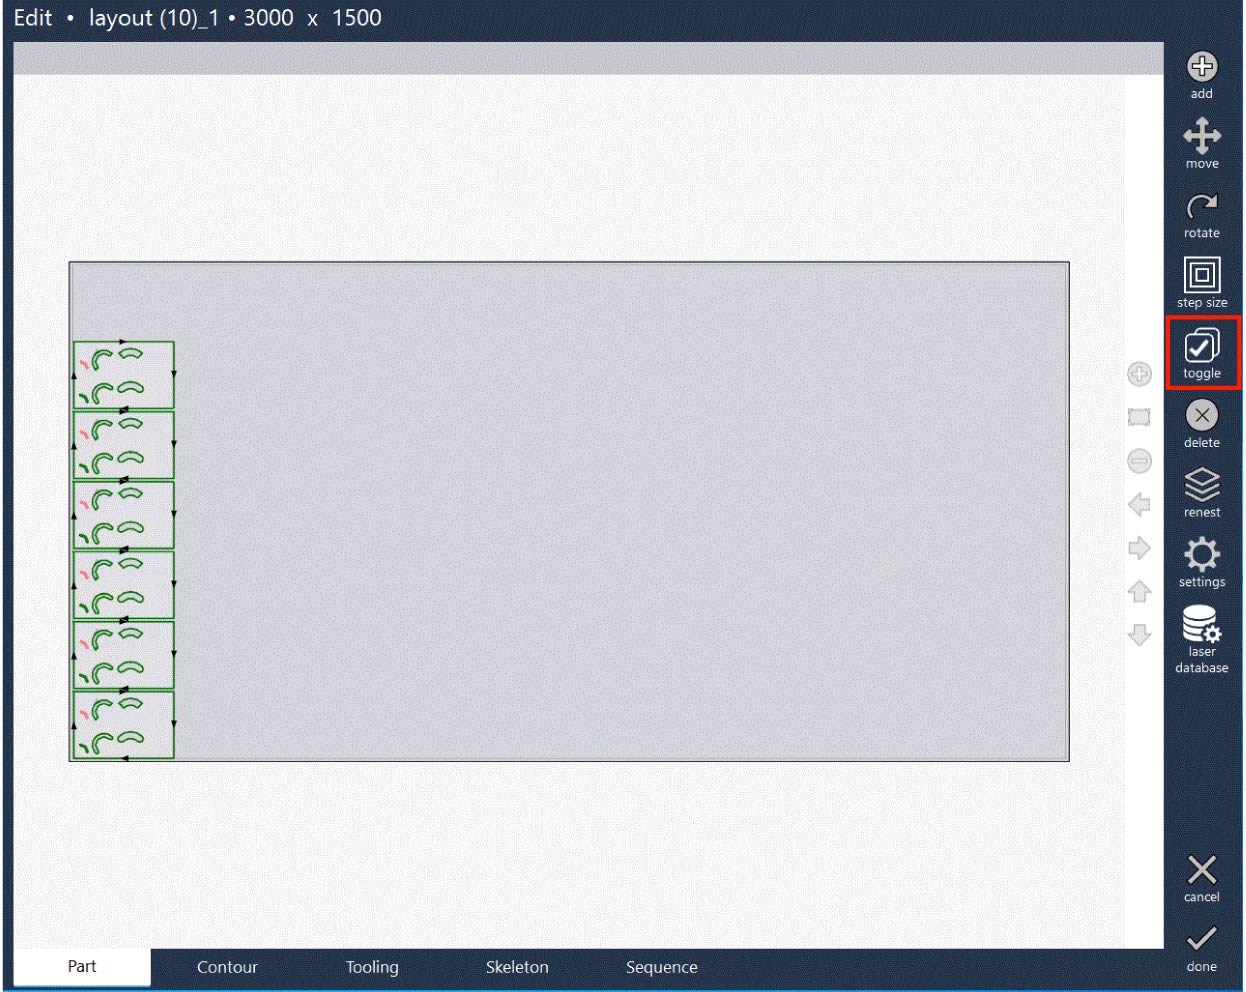 Edit • layout (10)_1 • 3000 x 1500
add
move
rotate
step size
toggle
delete
renest
settings
laser
database
cancel
done
Part Contour Tooling Skeleton Sequence